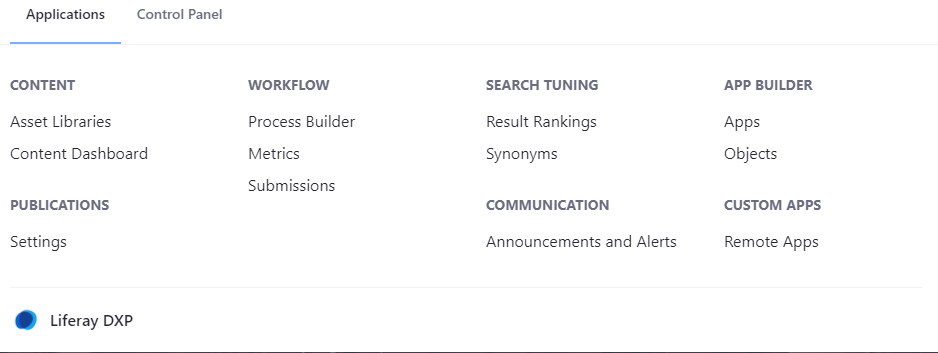 Applications Control Panel
CONTENT
Asset Libraries
Content Dashboard
PUBLICATIONS
Settings
WORKFLOW
Process Builder
Metrics
Submissions
SEARCH TUNING
Result Rankings
Synonyms
COMMUNICATION
Announcements and Alerts
APP BUILDER
Apps
Objects
CUSTOM APPS
Remote Apps
Liferay DXP